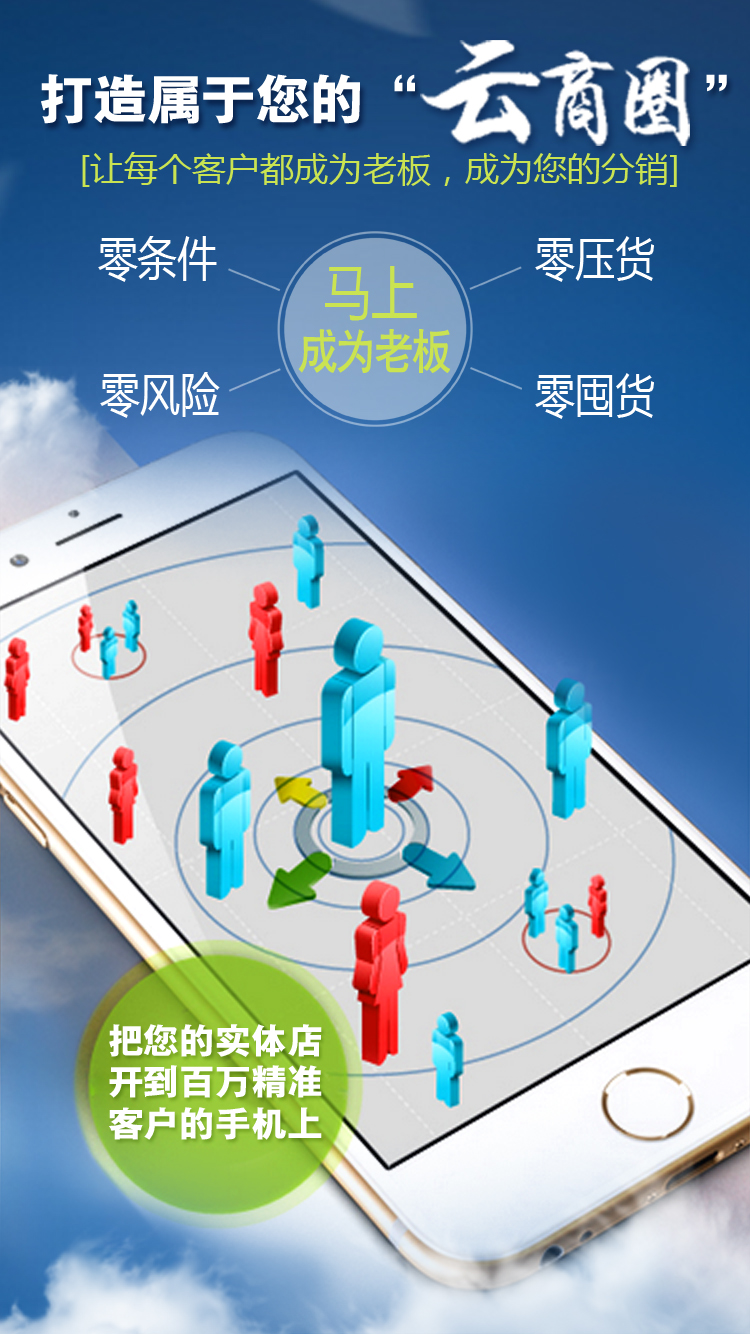 打造属于您的“云商圈”
[让每个客户都成为老板，成为您的分销]
零条件
零压货
马上
成为老板
零风险
零囤货
把您的实体店
开到百万精准
客户的手机上